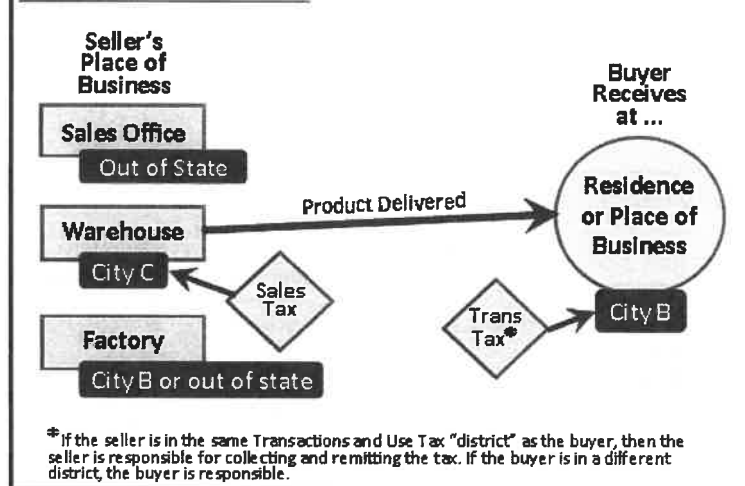 Seller's
Place of
Business
Sales Office
Out of State
Warehouse
City C
Factory
City B or out of state
Product Delivered
Sales
Tax
Buyer
Receives
at ...
Residence
or Place of
Business
City B
Trans
Tax*
*If the seller is in the same Transactions and Use Tax "district" as the buyer, then the
seller is responsible for collecting and remitting the tax. If the buyer is in a different
district, the buyer is responsible.